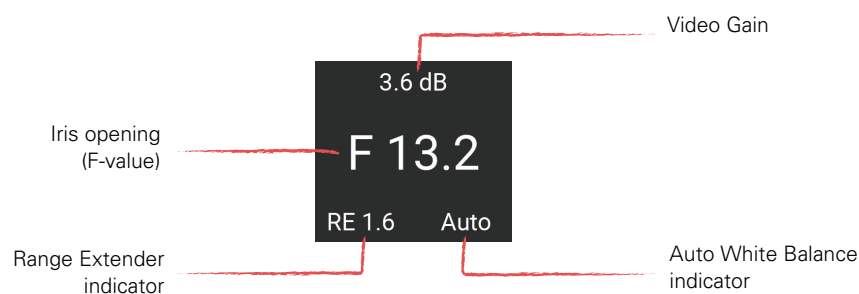 Video Gain
3.6 dB
Iris opening
(F-value)
F 13.2
RE 1.6 Auto
Range Extender
indicator
Auto White Balance
indicator